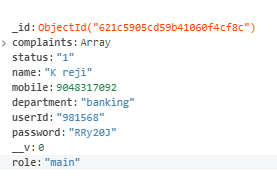 _id: ObjectId("621c5905cd59b41060f4cf8c")
complaints: Array
status: "1"
name: "K reji"
mobile: 9048317092
department: "banking"
userId: "981568"
password: "RRy20J"
__v: 0
role: "main"